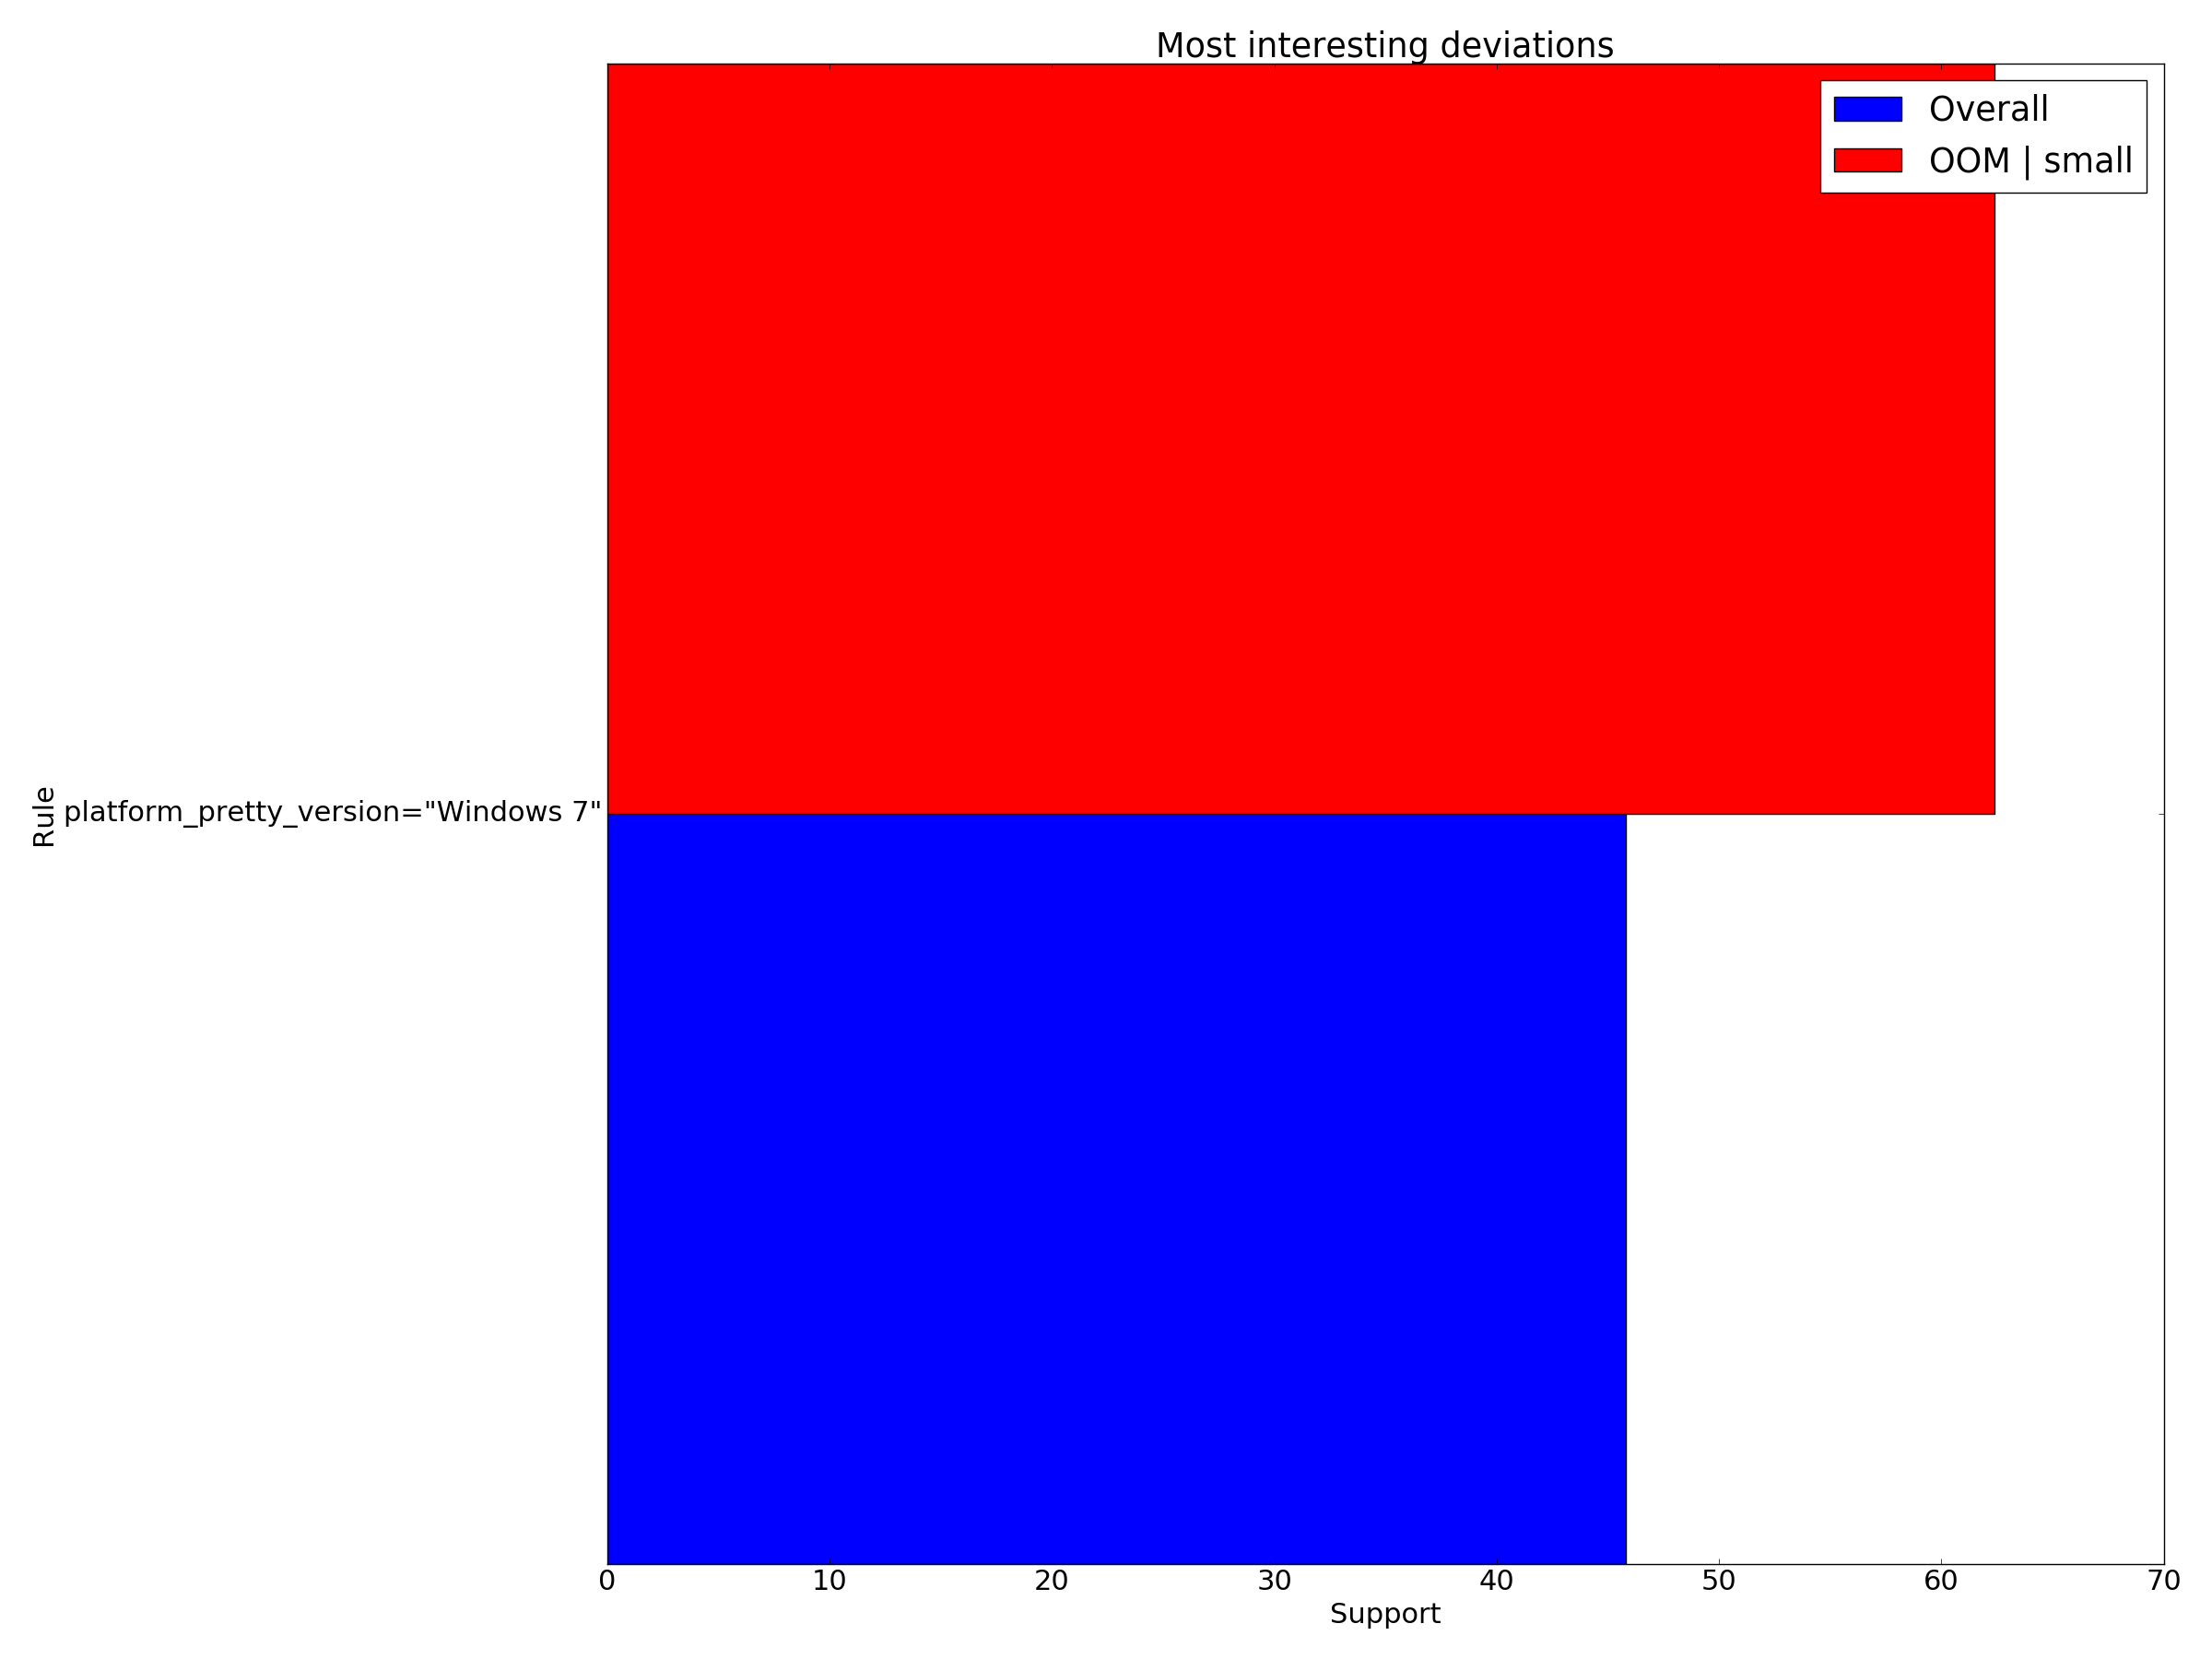 Most interesting deviations
Overall
OOM | small
Rule
platform_pretty_version="Windows 7"
0 10 20 30 40 50 60 70
Support